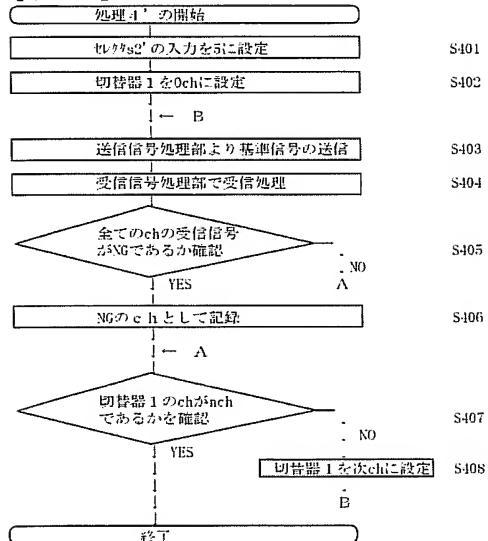 処理4'の開始
セレクタs2'の入力を5に設定 S401
切替器1を0chに設定 S402
← B
送信信号処理部より基準信号の送信 S403
受信信号処理部で受信処理 S404
全てのchの受信信号
がNGであるか確認 S405
NO
YES A
NGのchとして記録 S406
← A
切替器1のchがnch
であるかを確認 S407
NO
YES
切替器1を次chに設定 S408
B
終了